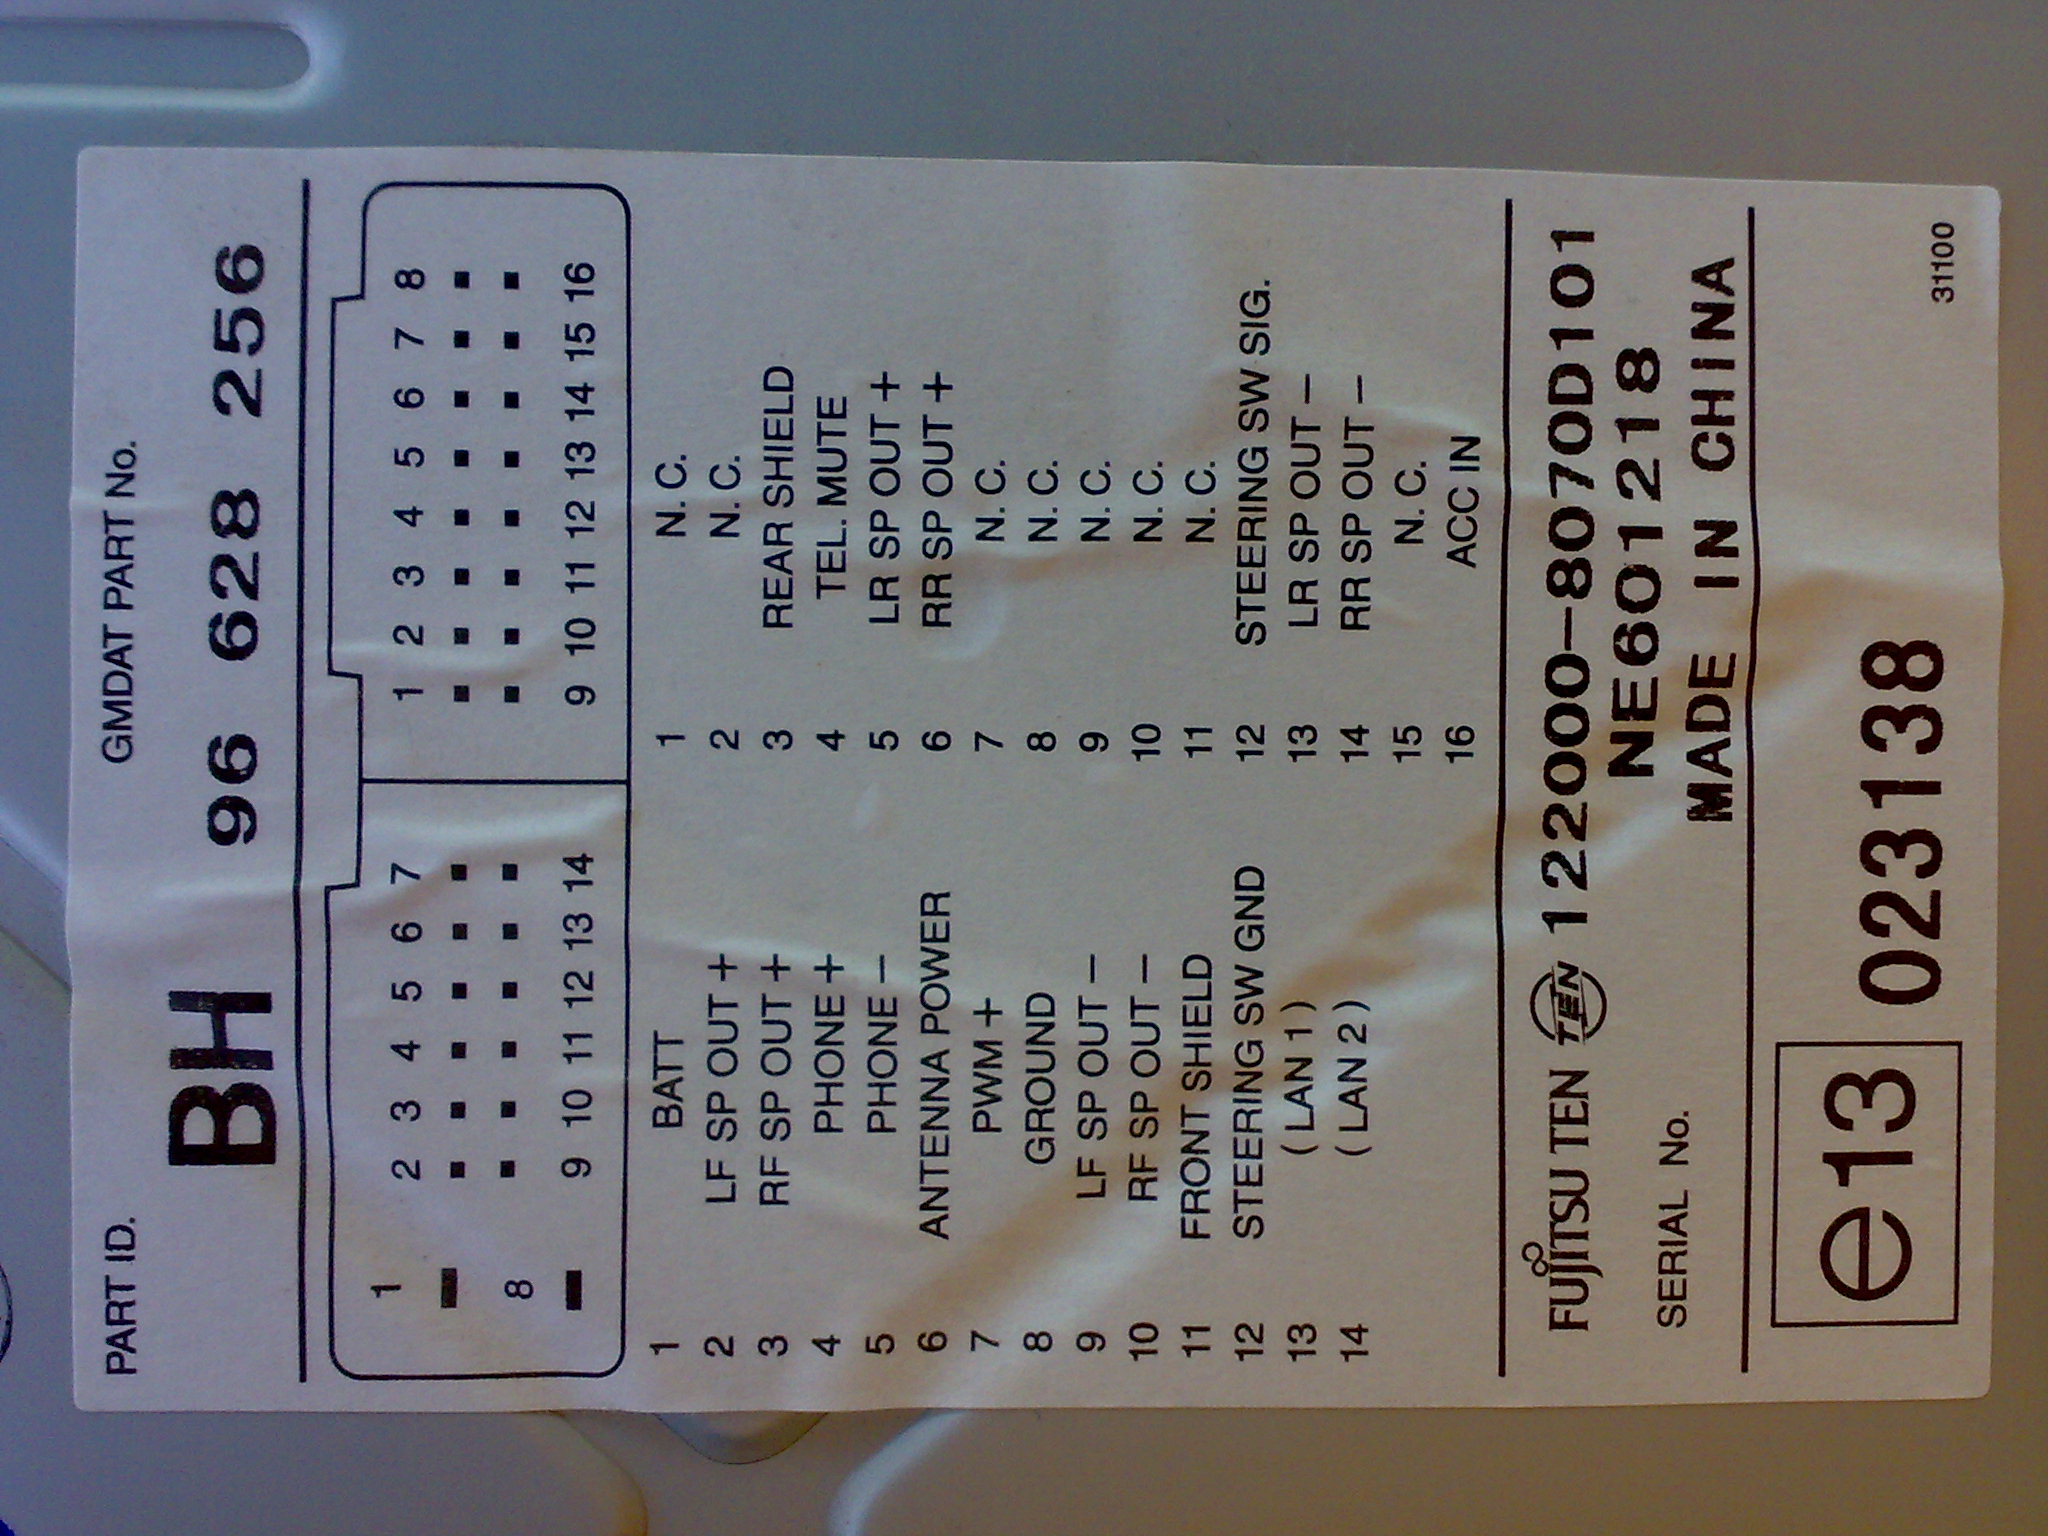 PART ID. GMDAT PART No.
BH 96 628 256
1 2 3 4 5 6 7 1 2 3 4 5 6 7 8
8 9 10 11 12 13 14 9 10 11 12 13 14 15 16
1 BATT 1 N. C.
2 LF SP OUT + 2 N. C.
3 RF SP OUT + 3 REAR SHIELD
4 PHONE + 4 TEL. MUTE
5 PHONE − 5 LR SP OUT +
6 ANTENNA POWER 6 RR SP OUT +
7 PWM + 7 N. C.
8 GROUND 8 N. C.
9 LF SP OUT − 9 N. C.
10 RF SP OUT − 10 N. C.
11 FRONT SHIELD 11 N. C.
12 STEERING SW GND 12 STEERING SW SIG.
13 ( LAN 1 ) 13 LR SP OUT −
14 ( LAN 2 ) 14 RR SP OUT −
15 N. C.
16 ACC IN
FUJITSU TEN TEN 122000-8070D101
SERIAL No. NE601218
MADE IN CHINA
e13 023138
31100